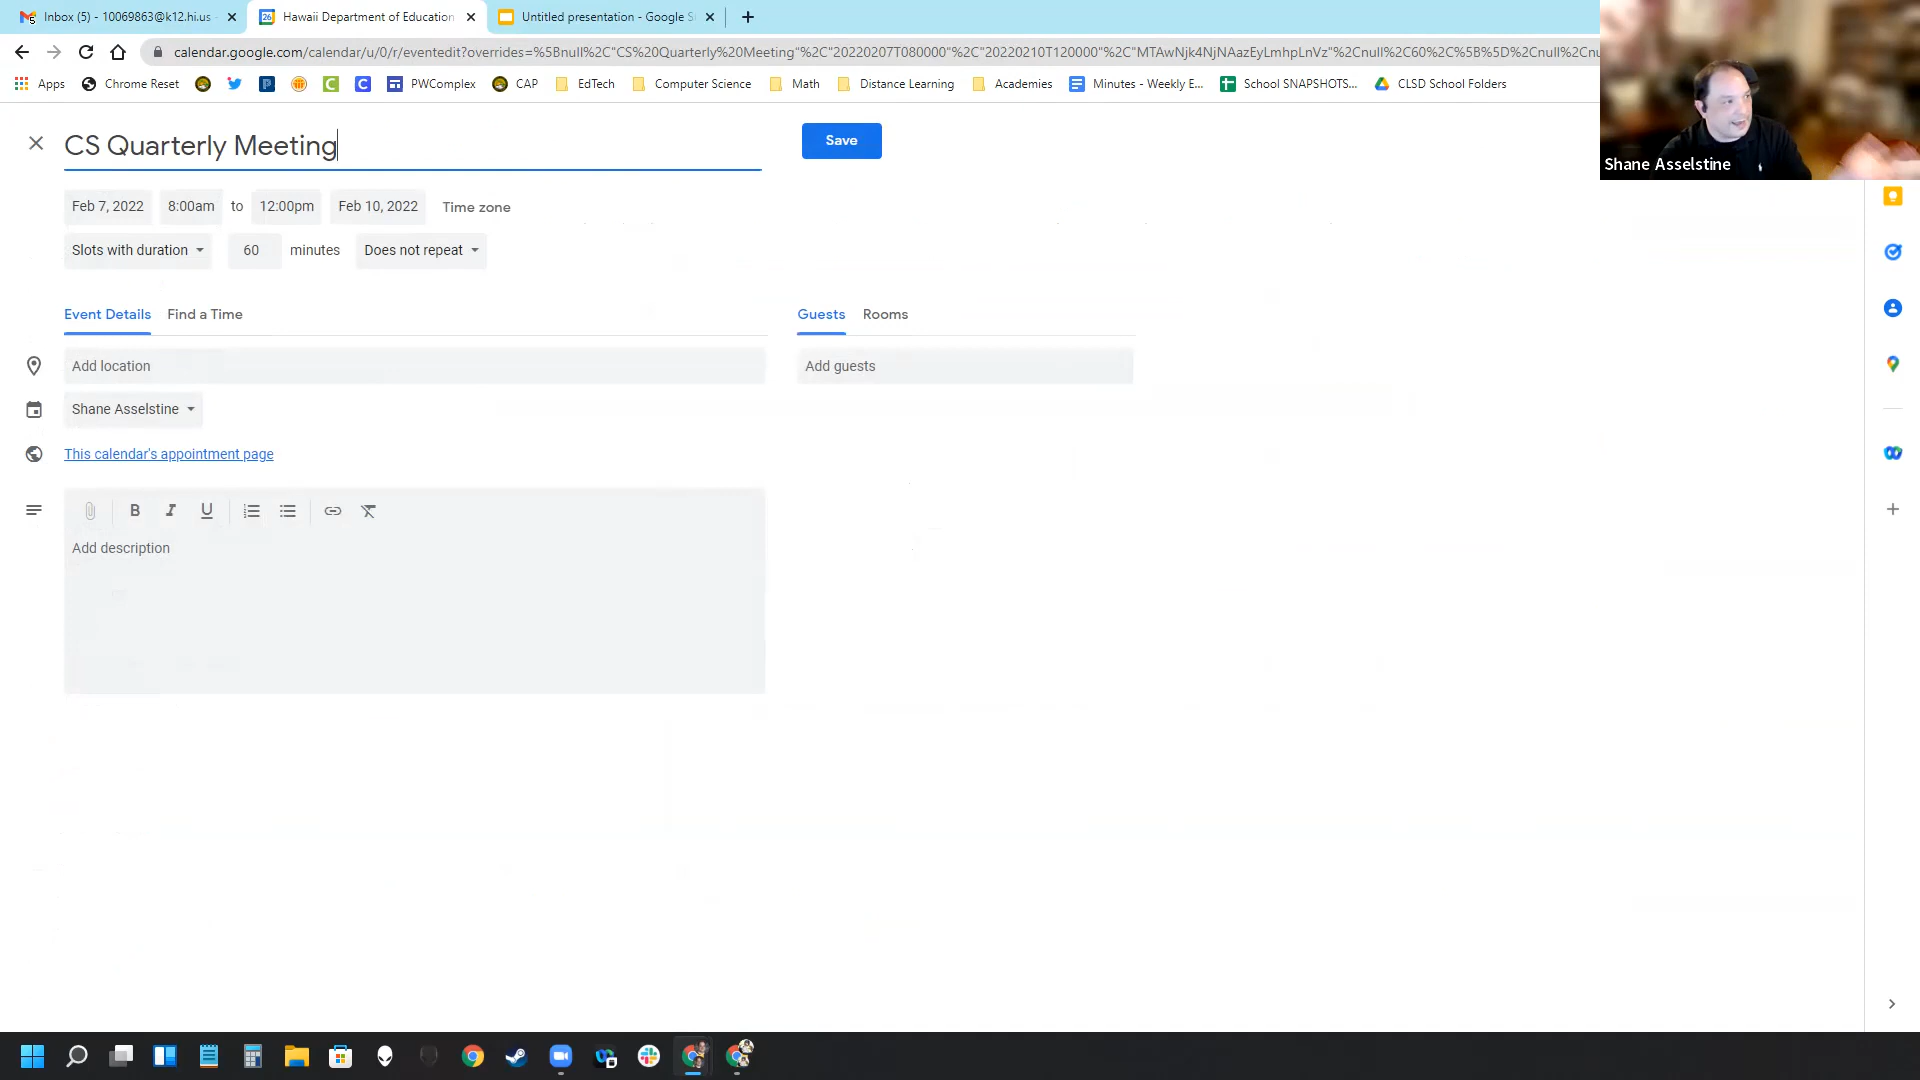 Inbox (5) - 10069863@k12.hi.us
Hawaii Department of Education
Untitled presentation - Google S
calendar.google.com/calendar/u/0/r/eventedit?overrides=%5Bnull%2C"CS%20Quarterly%20Meeting"%2C"20220207T080000"%2C"20220210T120000"%2C"MTAwNjk4NjNAazEyLmhpLnVz"%2Cnull%2C60%2C%5B%5D%2Cnull%2Cnu
Apps
Chrome Reset
PWComplex
CAP
EdTech
Computer Science
Math
Distance Learning
Academies
Minutes - Weekly E...
School SNAPSHOTS...
CLSD School Folders
Shane Asselstine
CS Quarterly Meeting
Save
Feb 7, 2022 8:00am to 12:00pm Feb 10, 2022 Time zone
Slots with duration 60 minutes Does not repeat
Event Details Find a Time
Guests Rooms
Add location
Add guests
Shane Asselstine
This calendar's appointment page
B I U
Add description